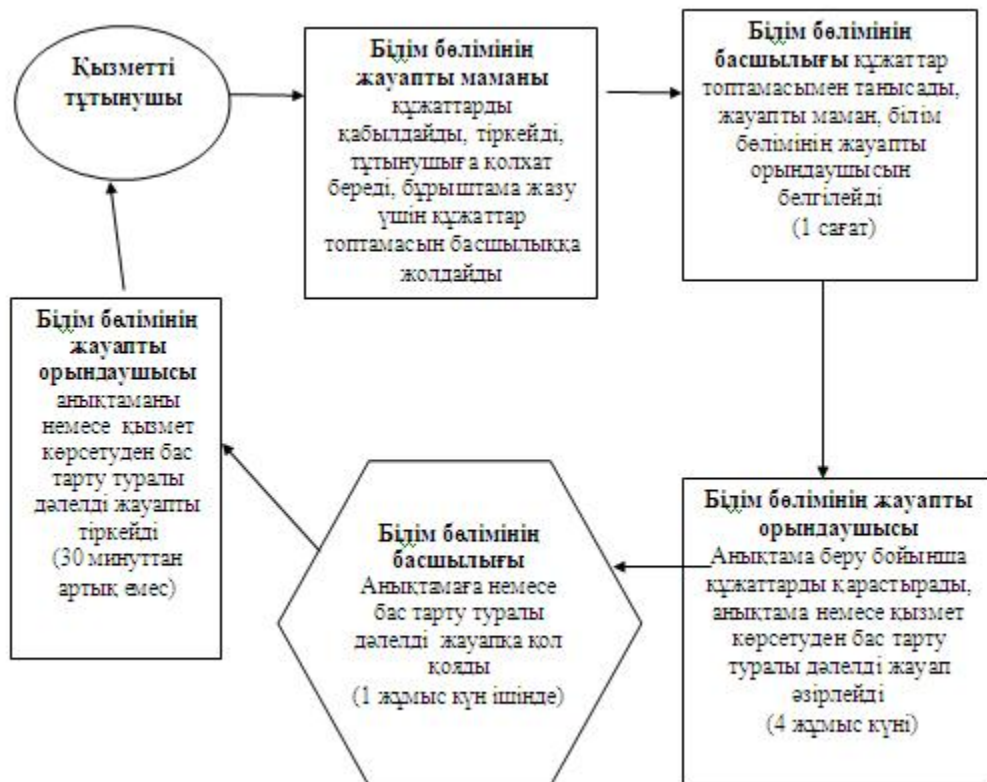 Қызметті
тұтынушы
Білім бөлімінің
жауапты маманы
құжаттарды
қабылдайды, тіркейді,
тұтынушыға қолхат
береді, бұрыштама жазу
үшін құжаттар
топтамасын басшылыққа
жолдайды
Білім бөлімінің
басшылығы құжаттар
топтамасымен танысады,
жауапты маман, білім
бөлімінің жауапты
орындаушысын
белгілейді
(1 сағат)
Білім бөлімінің жауапты
орындаушысы
Анықтама беру бойынша
құжаттарды қарастырады,
анықтама немесе қызмет
көрсетуден бас тарту
туралы дәлелді жауап
әзірлейді
(4 жұмыс күні)
Білім бөлімінің
басшылығы
Анықтамаға немесе
бас тарту туралы
дәлелді жауапқа қол
қояды
(1 жұмыс күн ішінде)
Білім бөлімінің
жауапты
орындаушысы
анықтаманы
немесе қызмет
көрсетуден бас
тарту туралы
дәлелді жауапты
тіркейді
(30 минуттан
артық емес)